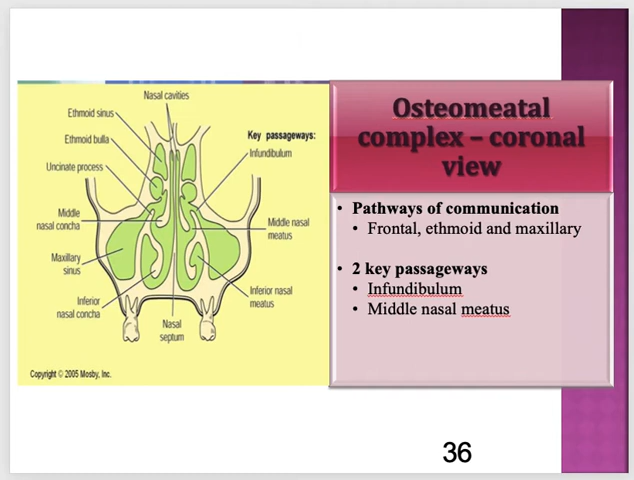 Nasal cavities
Ethmoid sinus
Ethmoid bulla
Key passageways:
Infundibulum
Uncinate process
Middle
nasal concha
Middle nasal
meatus
Maxillary
sinus
Inferior
nasal concha
Inferior nasal
meatus
Nasal
septum
Copyright © 2005 Mosby, Inc.
Osteomeatal
complex – coronal
view
• Pathways of communication
• Frontal, ethmoid and maxillary
• 2 key passageways
• Infundibulum
• Middle nasal meatus
36